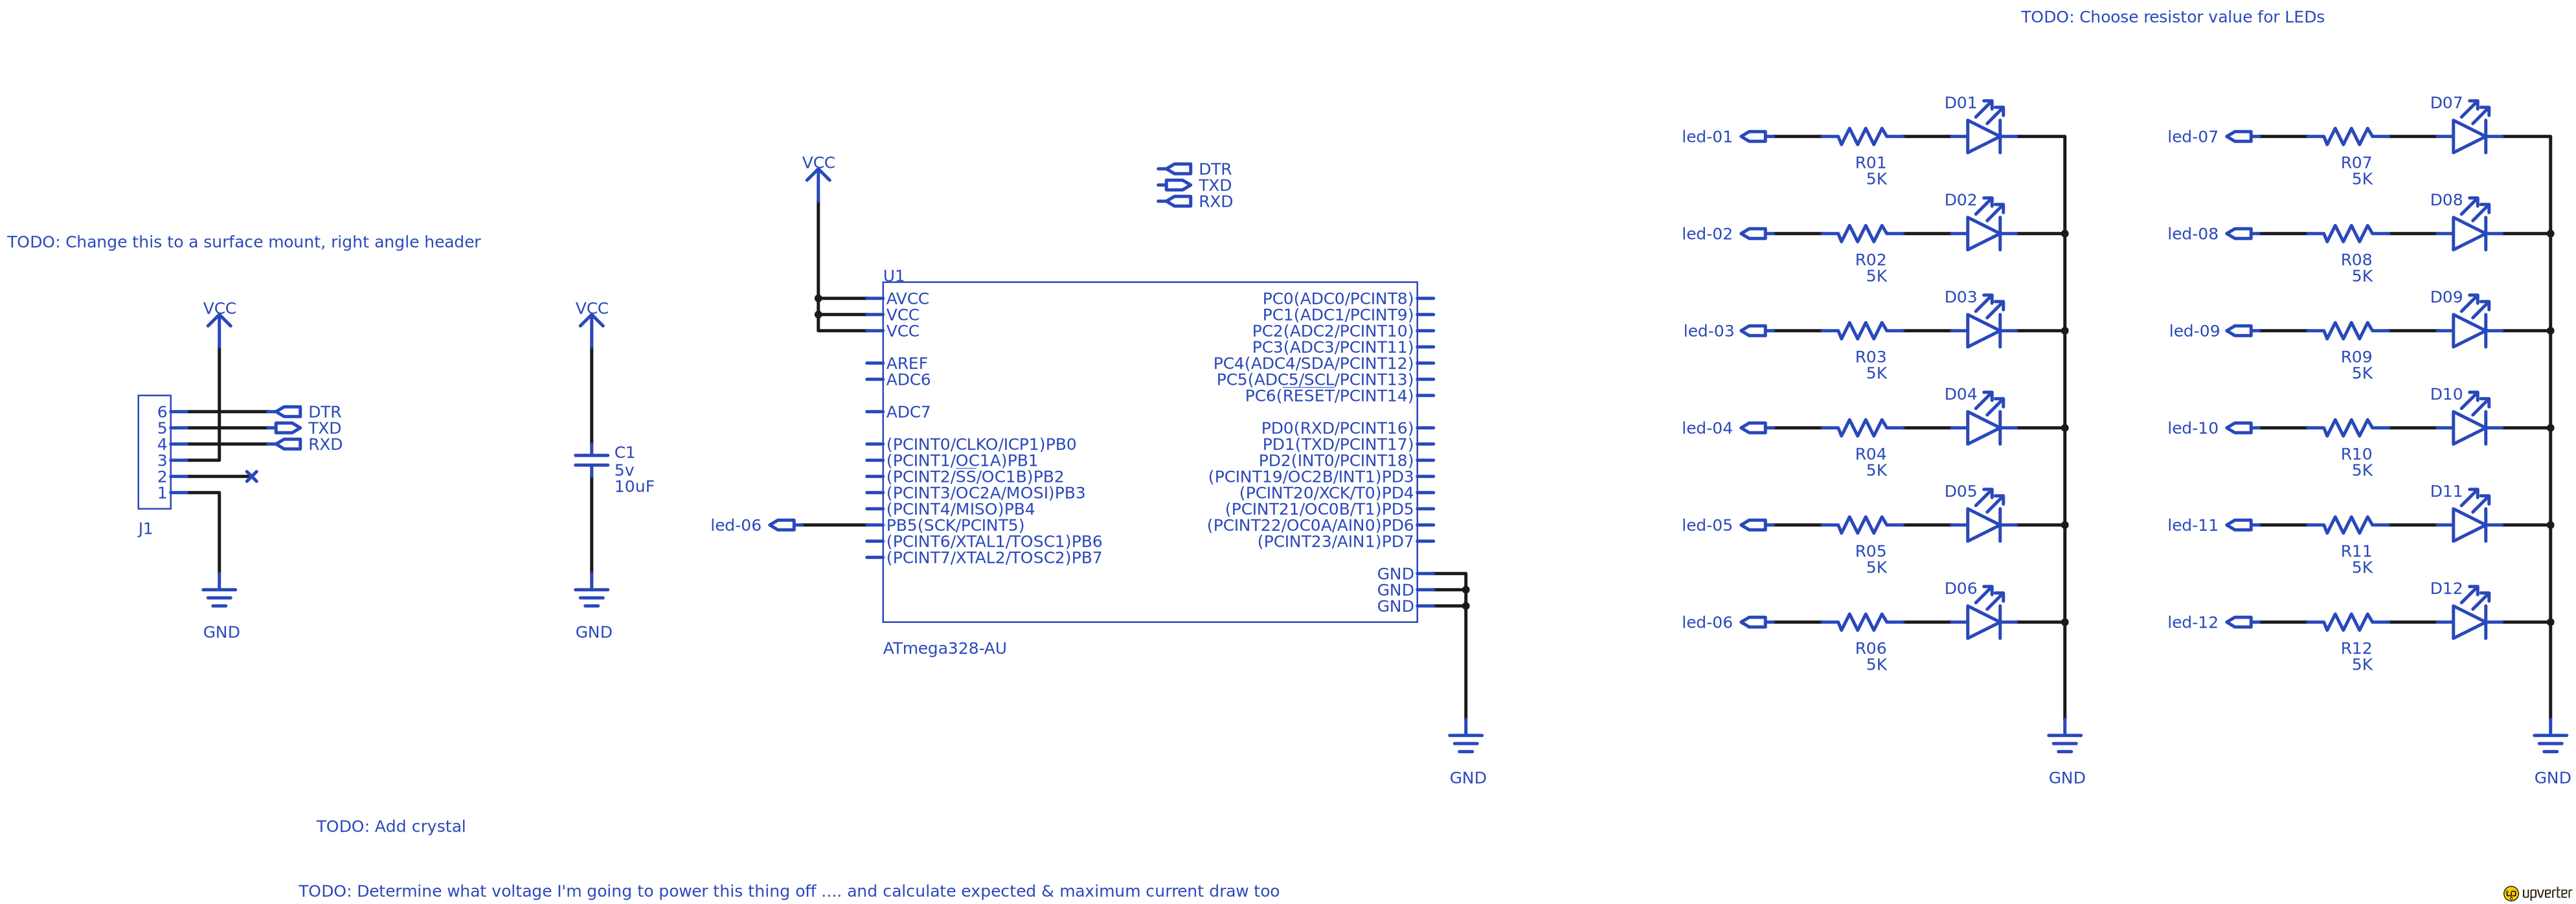 TODO: Choose resistor value for LEDs
TODO: Change this to a surface mount, right angle header
VCC
6
5
4
3
2
1
DTR
TXD
RXD
J1
GND
VCC
C1
5v
10uF
GND
VCC
DTR
TXD
RXD
U1
AVCC
VCC
VCC
AREF
ADC6
ADC7
(PCINT0/CLKO/ICP1)PB0
(PCINT1/OC1A)PB1
(PCINT2/SS/OC1B)PB2
(PCINT3/OC2A/MOSI)PB3
(PCINT4/MISO)PB4
led-06
PB5(SCK/PCINT5)
(PCINT6/XTAL1/TOSC1)PB6
(PCINT7/XTAL2/TOSC2)PB7
PC0(ADC0/PCINT8)
PC1(ADC1/PCINT9)
PC2(ADC2/PCINT10)
PC3(ADC3/PCINT11)
PC4(ADC4/SDA/PCINT12)
PC5(ADC5/SCL/PCINT13)
PC6(RESET/PCINT14)
PD0(RXD/PCINT16)
PD1(TXD/PCINT17)
PD2(INT0/PCINT18)
(PCINT19/OC2B/INT1)PD3
(PCINT20/XCK/T0)PD4
(PCINT21/OC0B/T1)PD5
(PCINT22/OC0A/AIN0)PD6
(PCINT23/AIN1)PD7
GND
GND
GND
ATmega328-AU
GND
D01
led-01
R01
5K
D02
led-02
R02
5K
D03
led-03
R03
5K
D04
led-04
R04
5K
D05
led-05
R05
5K
D06
led-06
R06
5K
GND
D07
led-07
R07
5K
D08
led-08
R08
5K
D09
led-09
R09
5K
D10
led-10
R10
5K
D11
led-11
R11
5K
D12
led-12
R12
5K
GND
TODO: Add crystal
TODO: Determine what voltage I'm going to power this thing off .... and calculate expected & maximum current draw too
upverter